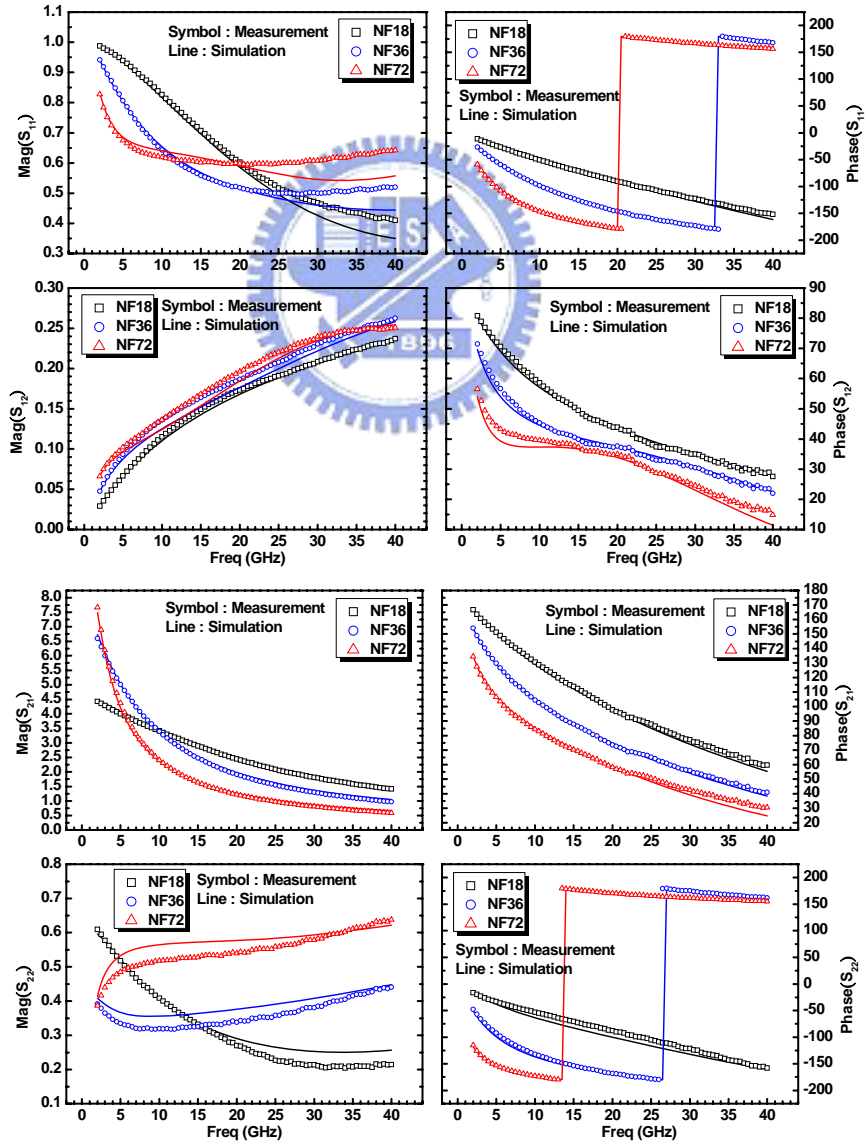 Symbol : Measurement
Line : Simulation
NF18
NF36
NF72
1.1
1.0
0.9
0.8
0.7
0.6
0.5
0.4
0.3
Mag(S11)
0 5 10 15 20 25 30 35 40
NF18
NF36
NF72
Symbol : Measurement
Line : Simulation
200
150
100
50
0
-50
-100
-150
-200
Phase(S11)
0 5 10 15 20 25 30 35 40
ES
1896
NF18
NF36
NF72
Symbol : Measurement
Line : Simulation
0.25
0.20
0.15
0.10
0.05
0.00
Mag(S12)
0 5 10 15 20 25 30 35 40
Freq (GHz)
Symbol : Measurement
Line : Simulation
NF18
NF36
NF72
90
80
70
60
50
40
30
20
10
Phase(S12)
0 5 10 15 20 25 30 35 40
Freq (GHz)
Symbol : Measurement
Line : Simulation
NF18
NF36
NF72
8.0
7.5
7.0
6.5
6.0
5.5
5.0
4.5
4.0
3.5
3.0
2.5
2.0
1.5
1.0
0.5
0.0
Mag(S21)
0 5 10 15 20 25 30 35 40
Symbol : Measurement
Line : Simulation
NF18
NF36
NF72
180
170
160
150
140
130
120
110
100
90
80
70
60
50
40
30
Phase(S21)
0 5 10 15 20 25 30 35 40
NF18
NF36
NF72
Symbol : Measurement
Line : Simulation
0.8
0.7
0.6
0.5
0.4
0.3
0.2
0.1
Mag(S22)
0 5 10 15 20 25 30 35 40
Freq (GHz)
NF18
NF36
NF72
Symbol : Measurement
Line : Simulation
200
150
100
50
0
-50
-100
-150
-200
Phase(S22)
0 5 10 15 20 25 30 35 40
Freq (GHz)